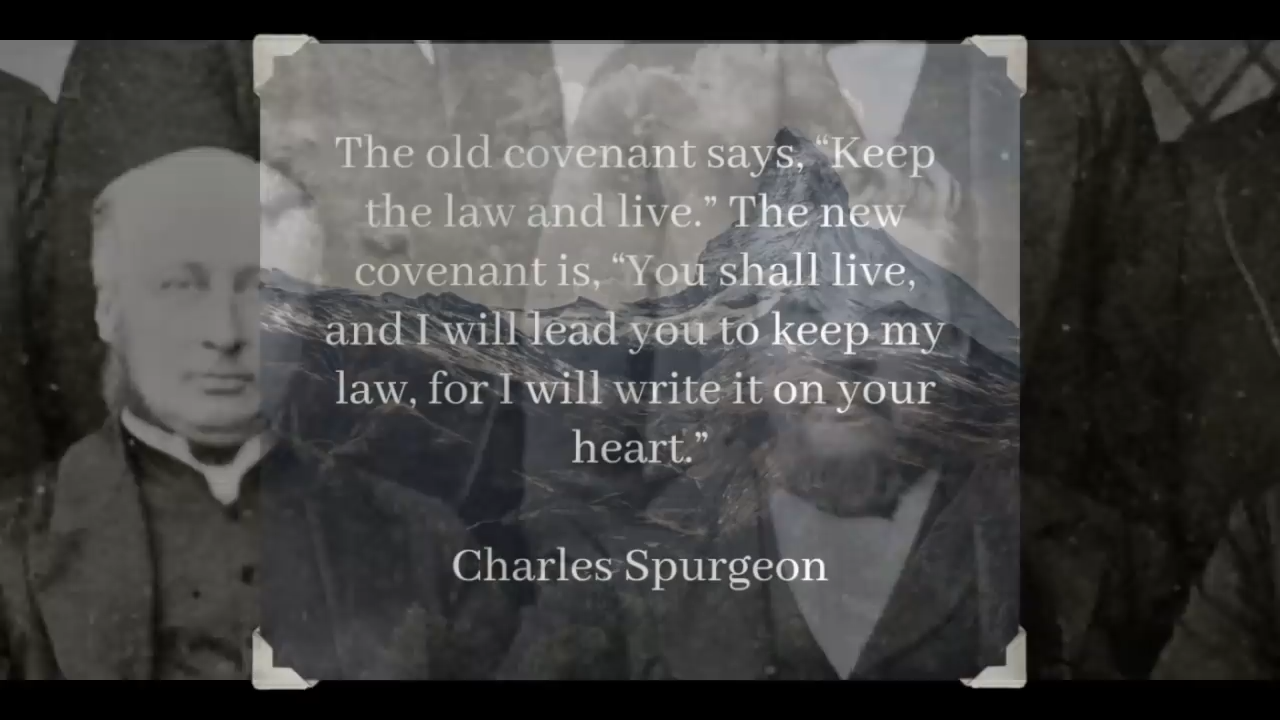 The old covenant says, “Keep
the law and live.” The new
covenant is, “You shall live,
and I will lead you to keep my
law, for I will write it on your
heart.”
Charles Spurgeon